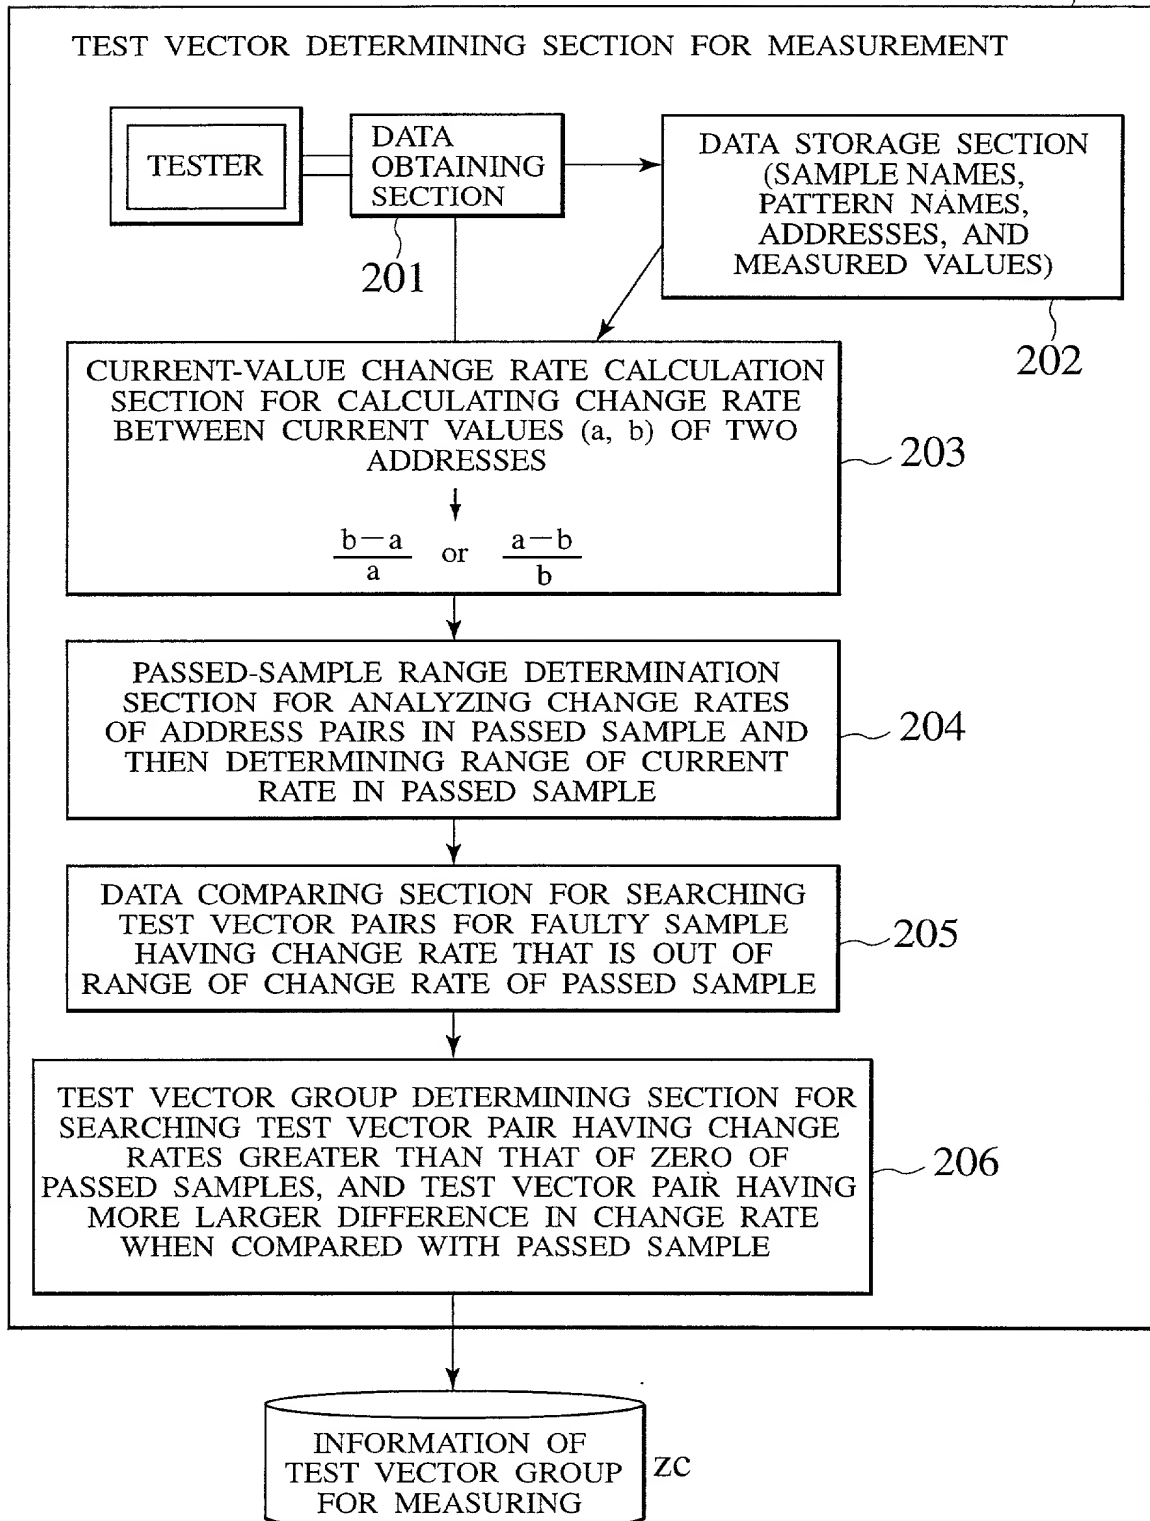 TEST VECTOR DETERMINING SECTION FOR MEASUREMENT
TESTER
DATA
OBTAINING
SECTION
201
DATA STORAGE SECTION
(SAMPLE NAMES,
PATTERN NAMES,
ADDRESSES, AND
MEASURED VALUES)
202
CURRENT-VALUE CHANGE RATE CALCULATION
SECTION FOR CALCULATING CHANGE RATE
BETWEEN CURRENT VALUES (a, b) OF TWO
ADDRESSES
b-a
a
or
a-b
b
203
PASSED-SAMPLE RANGE DETERMINATION
SECTION FOR ANALYZING CHANGE RATES
OF ADDRESS PAIRS IN PASSED SAMPLE AND
THEN DETERMINING RANGE OF CURRENT
RATE IN PASSED SAMPLE
204
DATA COMPARING SECTION FOR SEARCHING
TEST VECTOR PAIRS FOR FAULTY SAMPLE
HAVING CHANGE RATE THAT IS OUT OF
RANGE OF CHANGE RATE OF PASSED SAMPLE
205
TEST VECTOR GROUP DETERMINING SECTION FOR
SEARCHING TEST VECTOR PAIR HAVING CHANGE
RATES GREATER THAN THAT OF ZERO OF
PASSED SAMPLES, AND TEST VECTOR PAIR HAVING
MORE LARGER DIFFERENCE IN CHANGE RATE
WHEN COMPARED WITH PASSED SAMPLE
206
INFORMATION OF
TEST VECTOR GROUP
FOR MEASURING
zc